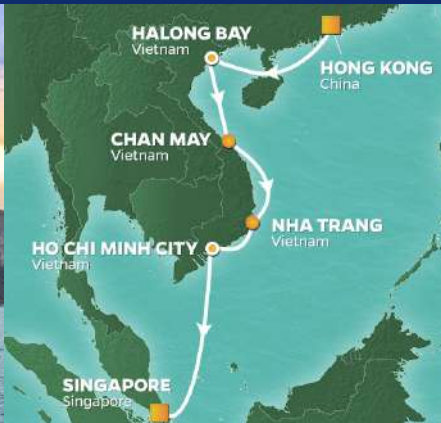 HALONG BAY
Vietnam
HONG KONG
China
CHAN MAY
Vietnam
NHA TRANG
Vietnam
HO CHI MINH CITY
Vietnam
SINGAPORE
Singapore